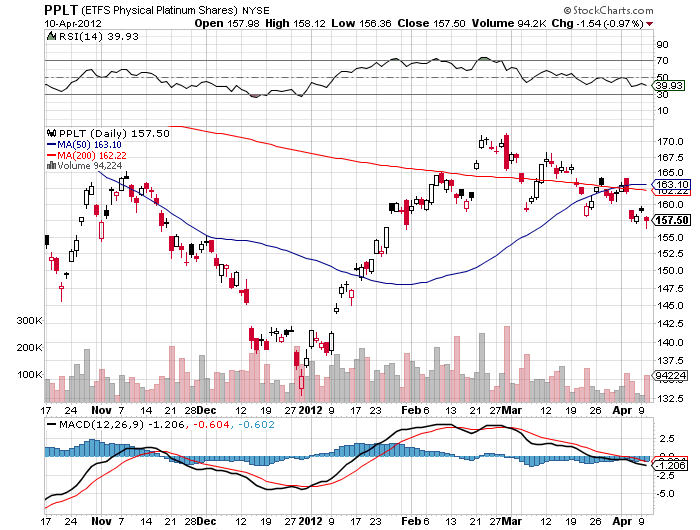 PPLT (ETFS Physical Platinum Shares) NYSE © StockCharts.com
10-Apr-2012 Open 157.98 High 158.12 Low 156.36 Close 157.50 Volume 94.2K Chg -1.54 (-0.97%)
RSI(14) 39.93
90
70
50
39.93
30
10
PPLT (Daily) 157.50
MA(50) 163.10
MA(200) 162.22
Volume 94,224
170.0
167.5
165.0
163.10
162.22
160.0
157.50
155.0
152.5
150.0
147.5
145.0
142.5
140.0
137.5
94224
135.0
132.5
300K
200K
100K
17 24 Nov 7 14 21 28 Dec 12 19 27 2012 9 17 23 Feb 6 13 21 Mar 12 19 26 Apr 9
MACD(12,26,9) -1.206, -0.604, -0.602
2.5
0.0
-1.206
-2.5
-5.0
17 24 Nov 7 14 21 28 Dec 12 19 27 2012 9 17 23 Feb 6 13 21 Mar 12 19 26 Apr 9